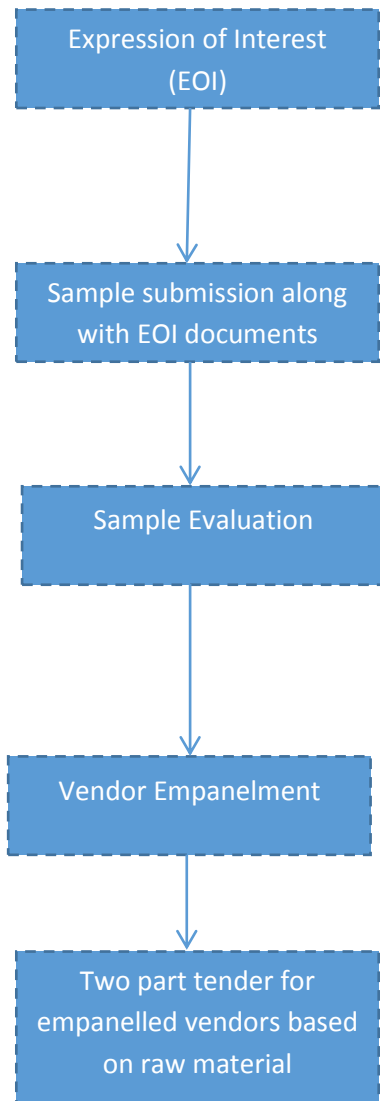 Expression of Interest
(EOI)
Sample submission along
with EOI documents
Sample Evaluation
Vendor Empanelment
Two part tender for
empanelled vendors based
on raw material